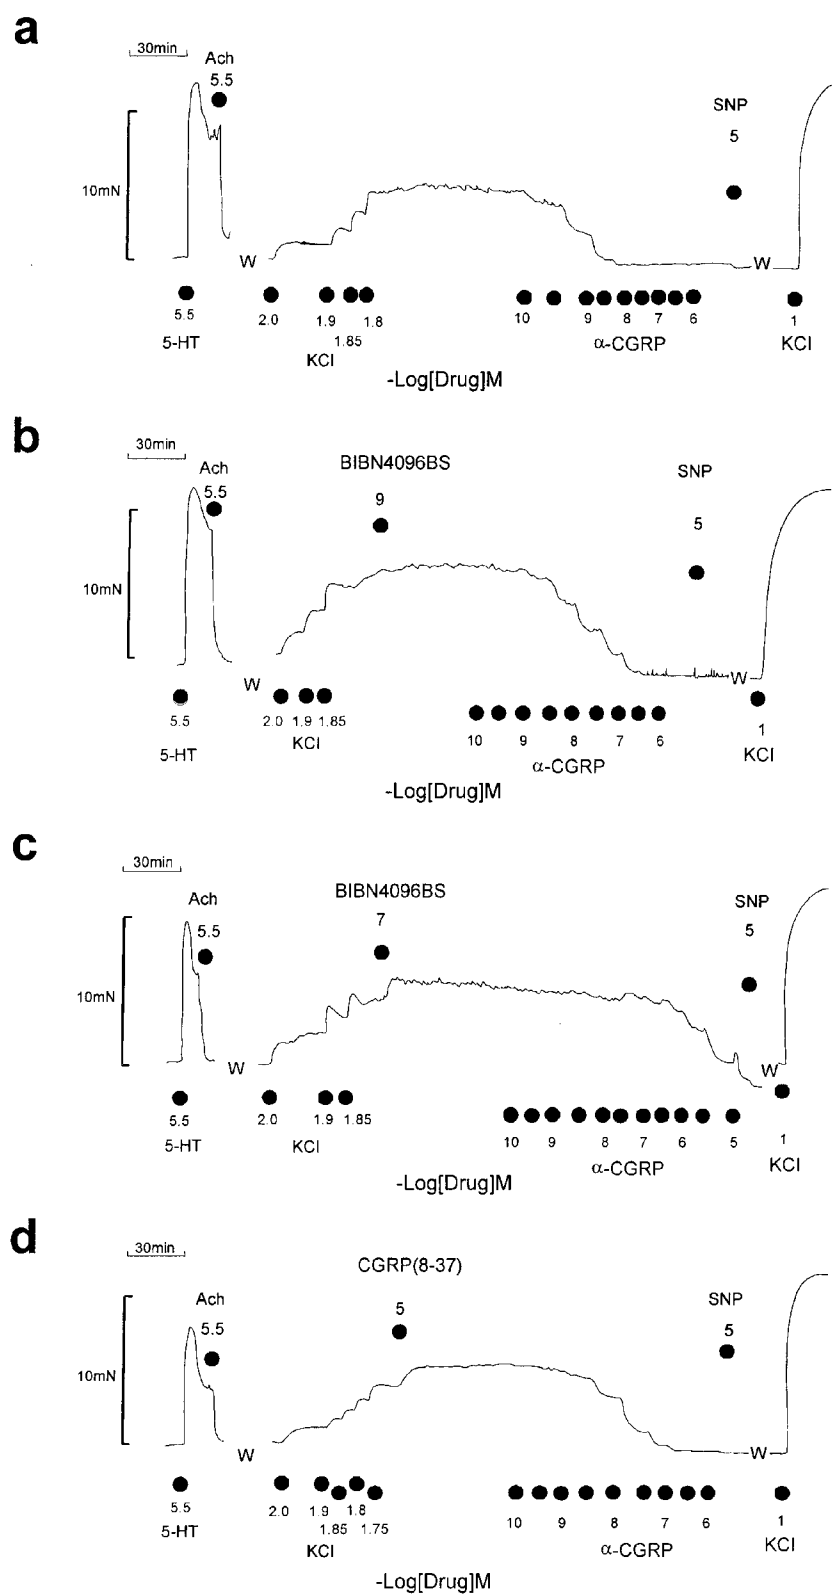 a
30min
Ach
5.5
SNP
5
10mN
W
W
5.5
2.0
1.9
1.8
10
9
8
7
6
1
5-HT
1.85
KCl
α-CGRP
KCl
-Log[Drug]M
b
30min
Ach
5.5
BIBN4096BS
9
SNP
5
10mN
W
W
5.5
2.0
1.9
1.85
10
9
8
7
6
1
5-HT
KCl
α-CGRP
KCl
-Log[Drug]M
c
30min
Ach
5.5
BIBN4096BS
7
SNP
5
10mN
W
W
5.5
2.0
1.9
1.85
10
9
8
7
6
5
1
5-HT
KCl
α-CGRP
KCl
-Log[Drug]M
d
30min
Ach
5.5
CGRP(8-37)
5
SNP
5
10mN
W
W
5.5
2.0
1.9
1.8
10
9
8
7
6
1
5-HT
1.85
1.75
KCl
α-CGRP
KCl
-Log[Drug]M